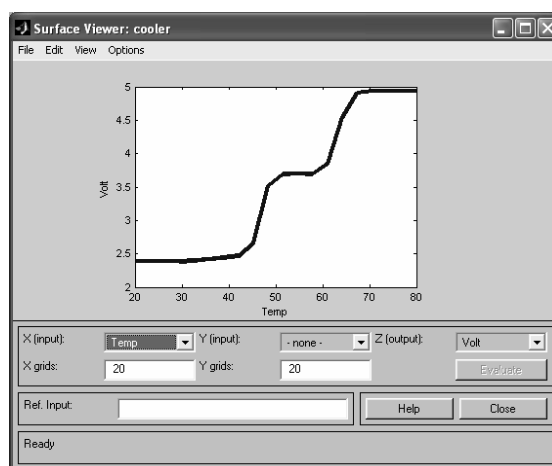 Surface Viewer: cooler
File Edit View Options
5
4.5
4
3.5
3
2.5
2
Volt
20 30 40 50 60 70 80
Temp
X (input): Temp Y (input): - none - Z (output): Volt
X grids: 20 Y grids: 20 Evaluate
Ref. Input: Help Close
Ready